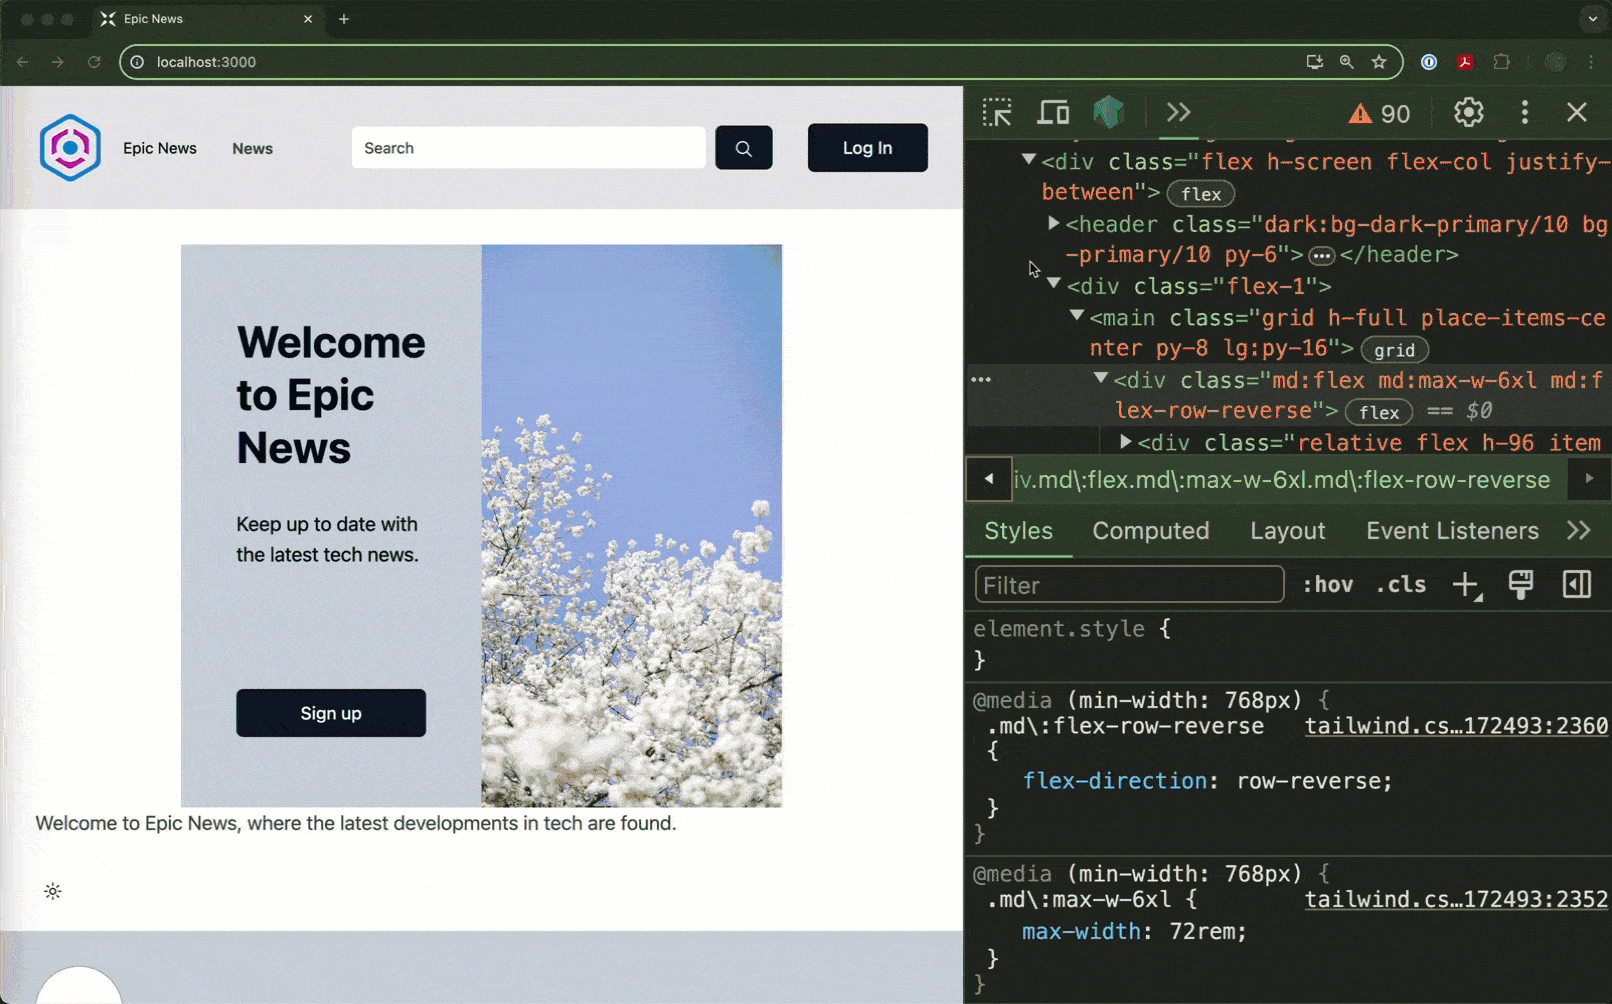 Epic News
localhost:3000
Epic News
News
Search
Log In
Welcome
to Epic
News
Keep up to date with
the latest tech news.
Sign up
Welcome to Epic News, where the latest developments in tech are found.
90
<div class="flex h-screen flex-col justify-
between"> flex
<header class="dark:bg-dark-primary/10 bg
-primary/10 py-6"> … </header>
<div class="flex-1">
<main class="grid h-full place-items-ce
nter py-8 lg:py-16"> grid
<div class="md:flex md:max-w-6xl md:f
lex-row-reverse"> flex == $0
<div class="relative flex h-96 item
iv.md\:flex.md\:max-w-6xl.md\:flex-row-reverse
Styles Computed Layout Event Listeners
Filter :hov .cls
element.style {
}
@media (min-width: 768px) {
.md\:flex-row-reverse tailwind.cs…172493:2360
{
flex-direction: row-reverse;
}
}
@media (min-width: 768px) {
.md\:max-w-6xl { tailwind.cs…172493:2352
max-width: 72rem;
}
}